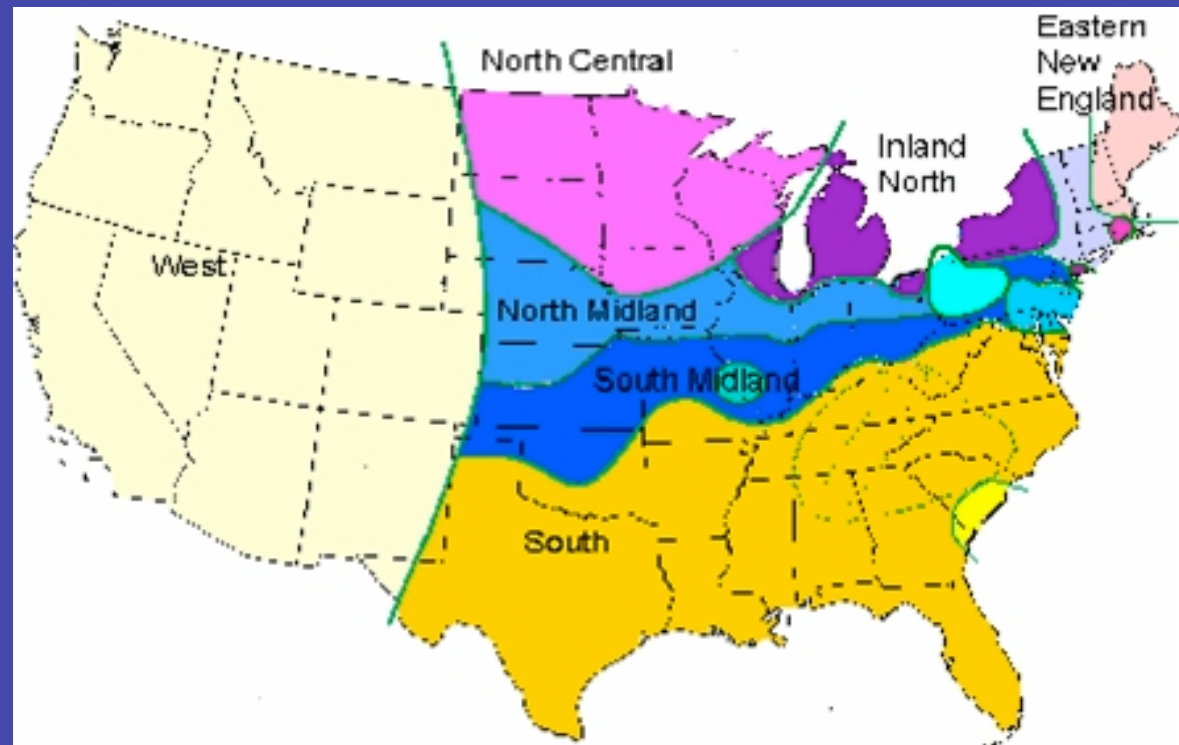 Eastern
New
England
North Central
Inland
North
West
North Midland
South Midland
South